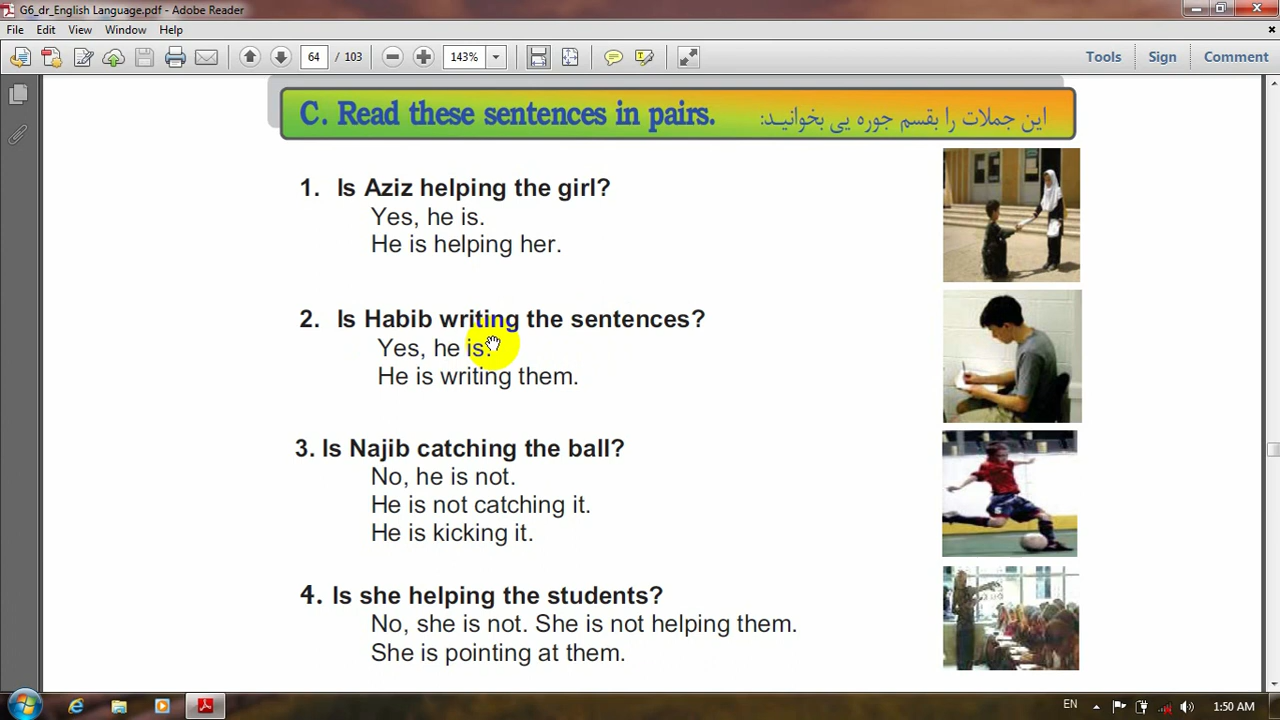 G6_dr_English Language.pdf - Adobe Reader
File Edit View Window Help
64 / 103 143% Tools Sign Comment
C. Read these sentences in pairs. این جملات را بقسم جوره یی بخوانید:
1. Is Aziz helping the girl?
Yes, he is.
He is helping her.
2. Is Habib writing the sentences?
Yes, he is.
He is writing them.
3. Is Najib catching the ball?
No, he is not.
He is not catching it.
He is kicking it.
4. Is she helping the students?
No, she is not. She is not helping them.
She is pointing at them.
EN 1:50 AM